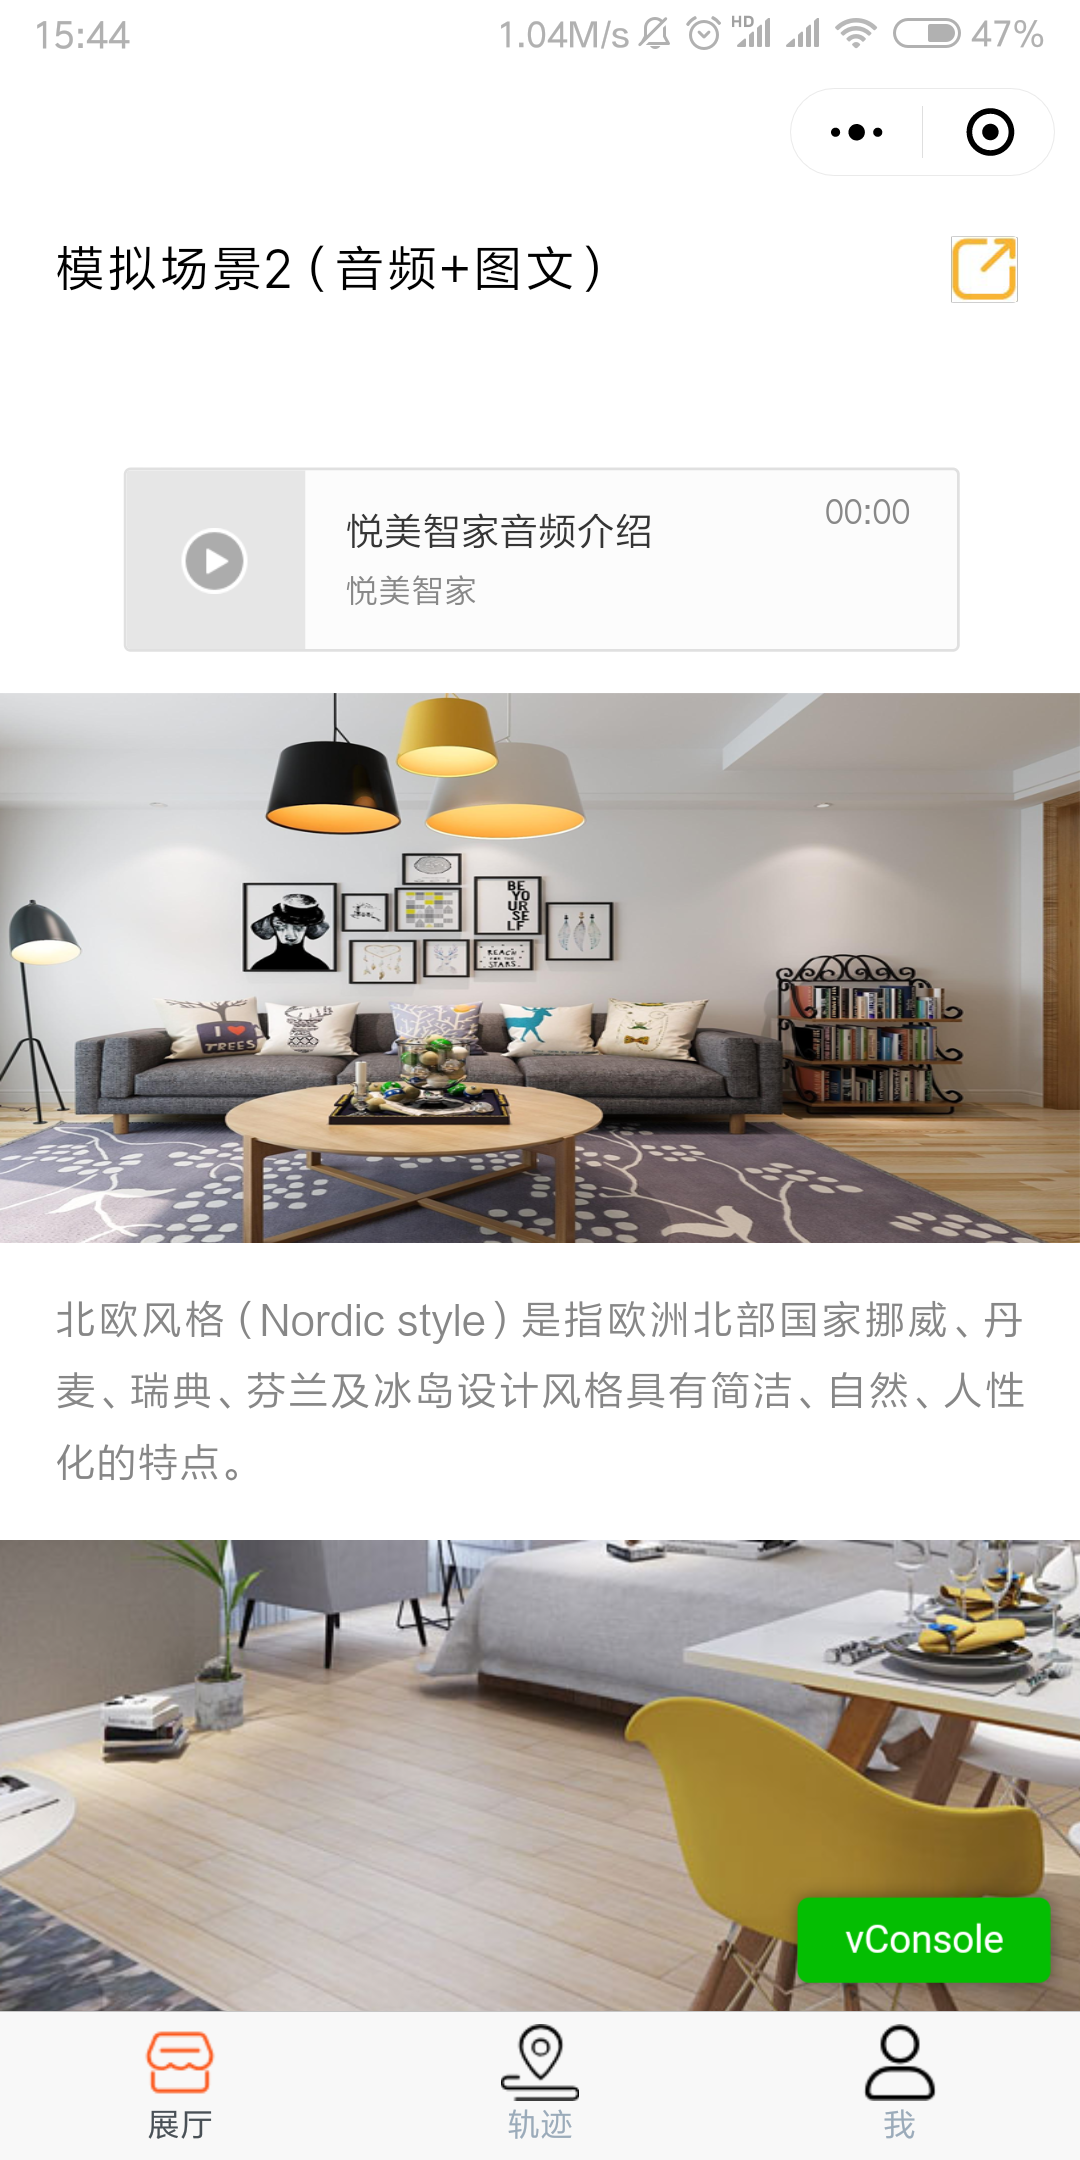 15:44
1.04M/s
HD
47%
模拟场景2（音频+图文）
悦美智家音频介绍
00:00
悦美智家
BE
YO
UR
SE
LF
REACH
FOR THE
STARS.
I
TREES
北欧风格（Nordic style）是指欧洲北部国家挪威、丹
麦、瑞典、芬兰及冰岛设计风格具有简洁、自然、人性
化的特点。
vConsole
展厅
轨迹
我